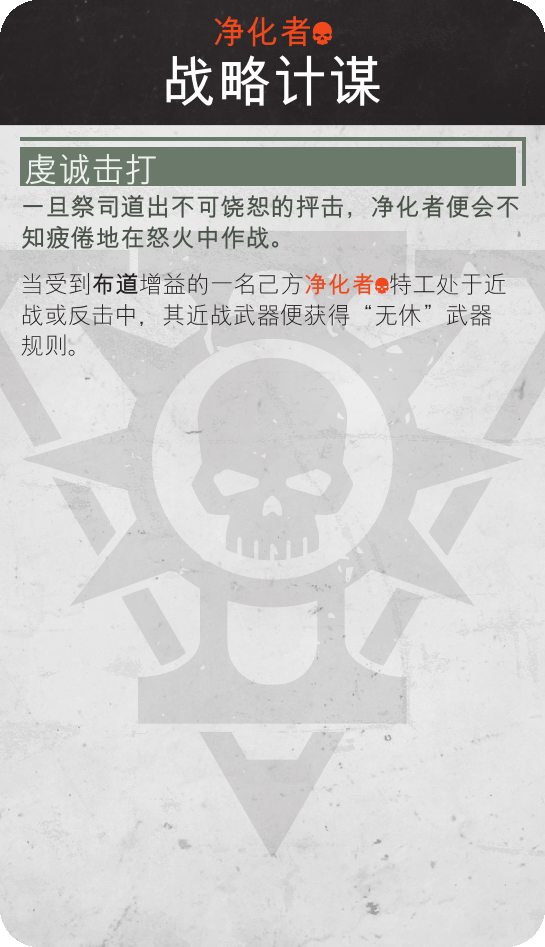 净化者
战略计谋
虔诚击打
一旦祭司道出不可饶恕的抨击，净化者便会不
知疲倦地在怒火中作战。
当受到布道增益的一名己方净化者特工处于近
战或反击中，其近战武器便获得“无休”武器
规则。